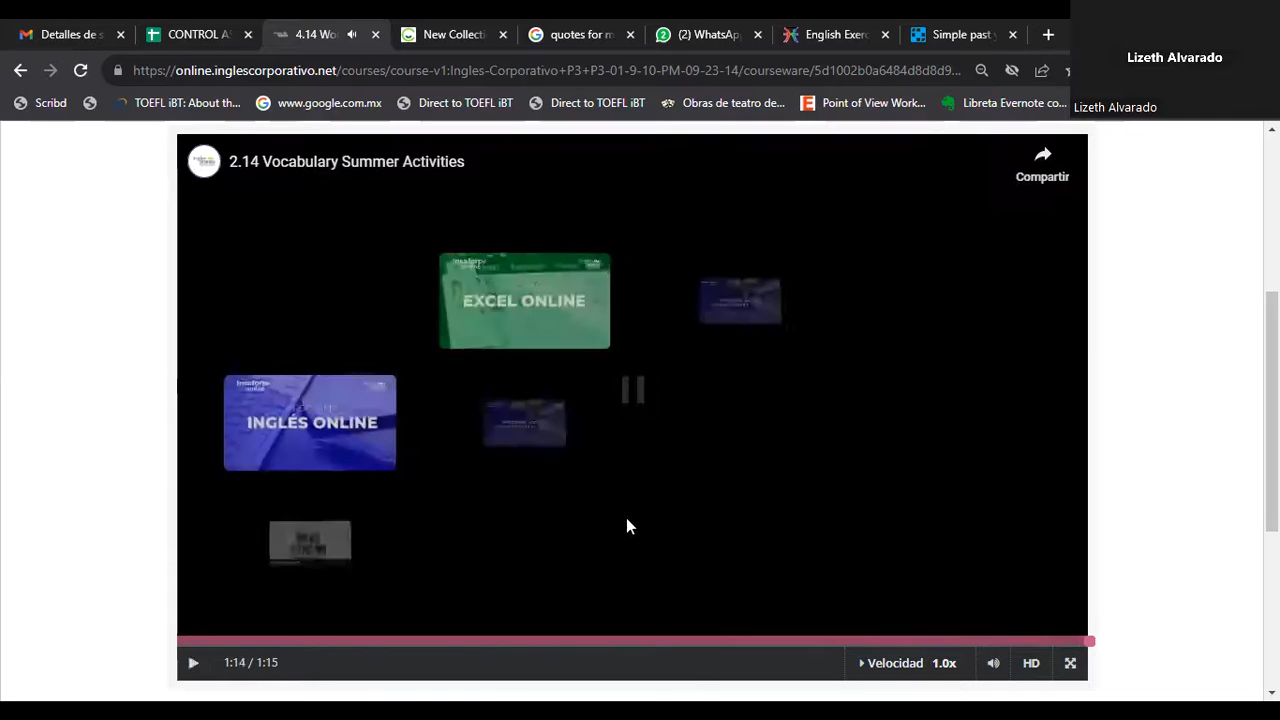 Detalles de s
CONTROL AS
4.14 Wo
New Collecti
quotes for m
(2) WhatsAp
English Exerc
Simple past y
https://online.inglescorporativo.net/courses/course-v1:Ingles-Corporativo+P3+P3-01-9-10-PM-09-23-14/courseware/5d1002b0a6484d8d8d9...
Scribd
TOEFL iBT: About th...
www.google.com.mx
Direct to TOEFL iBT
Direct to TOEFL iBT
Obras de teatro de...
Point of View Work...
Libreta Evernote co...
Lizeth Alvarado
Lizeth Alvarado
2.14 Vocabulary Summer Activities
Compartir
EXCEL ONLINE
INGLÉS ONLINE
1:14 / 1:15
Velocidad 1.0x
HD